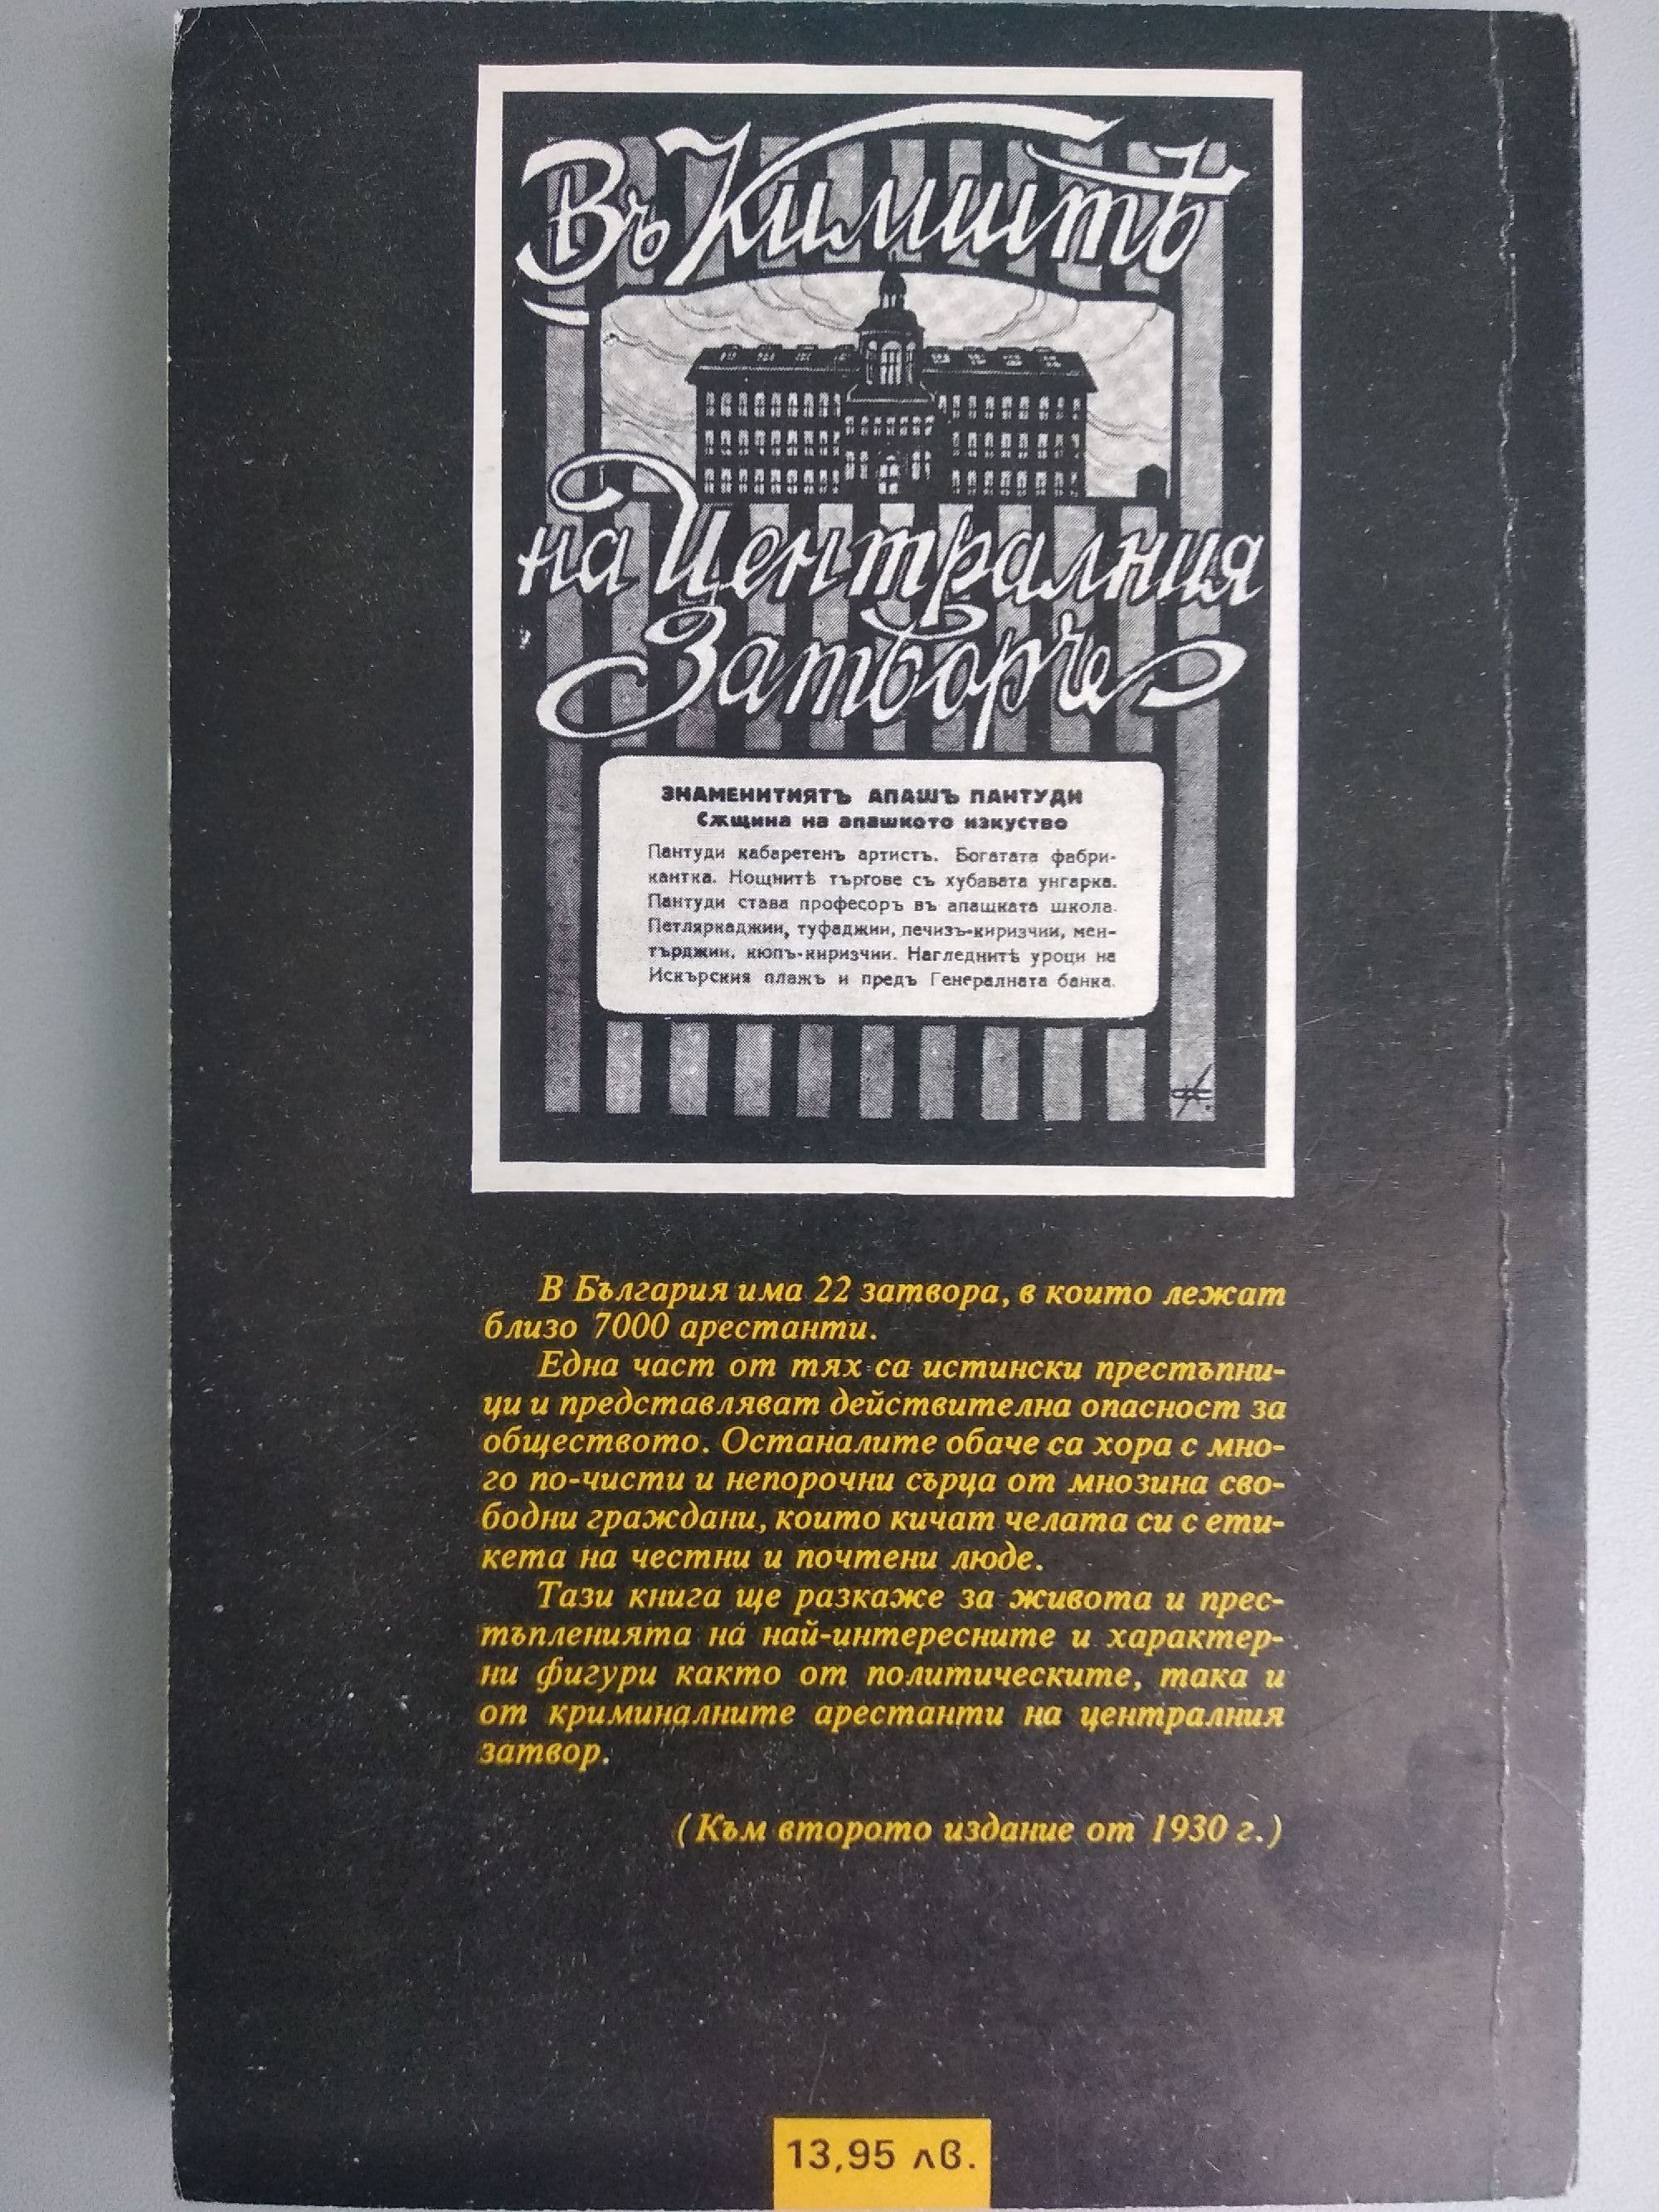 Въ Килиитѣ
на Централния
Затворъ
ЗНАМЕНИТИЯТЪ АПАШЪ ПАНТУДИ
Сѫщина на апашкото изкуство
Пантуди кабаретенъ артистъ. Богатата фабри-
кантка. Нощнитѣ търгове съ хубавата унгарка.
Пантуди става професоръ въ апашката школа.
Петляркаджии, туфаджии, печизъ-киризчии, мен-
търджии, кюпъ-киризчии. Нагледнитѣ уроци на
Искърския плажъ и предъ Генералната банка.
В България има 22 затвора, в които лежат
близо 7000 арестанти.
Една част от тях са истински престъпни-
ци и представляват действителна опасност за
обществото. Останалите обаче са хора с мно-
го по-чисти и непорочни сърца от мнозина сво-
бодни граждани, които кичат челата си с ети-
кета на честни и почтени люде.
Тази книга ще разкаже за живота и прес-
тъпленията на най-интересните и характер-
ни фигури както от политическите, така и
от криминалните арестанти на централния
затвор.
(Към второто издание от 1930 г.)
13,95 лв.